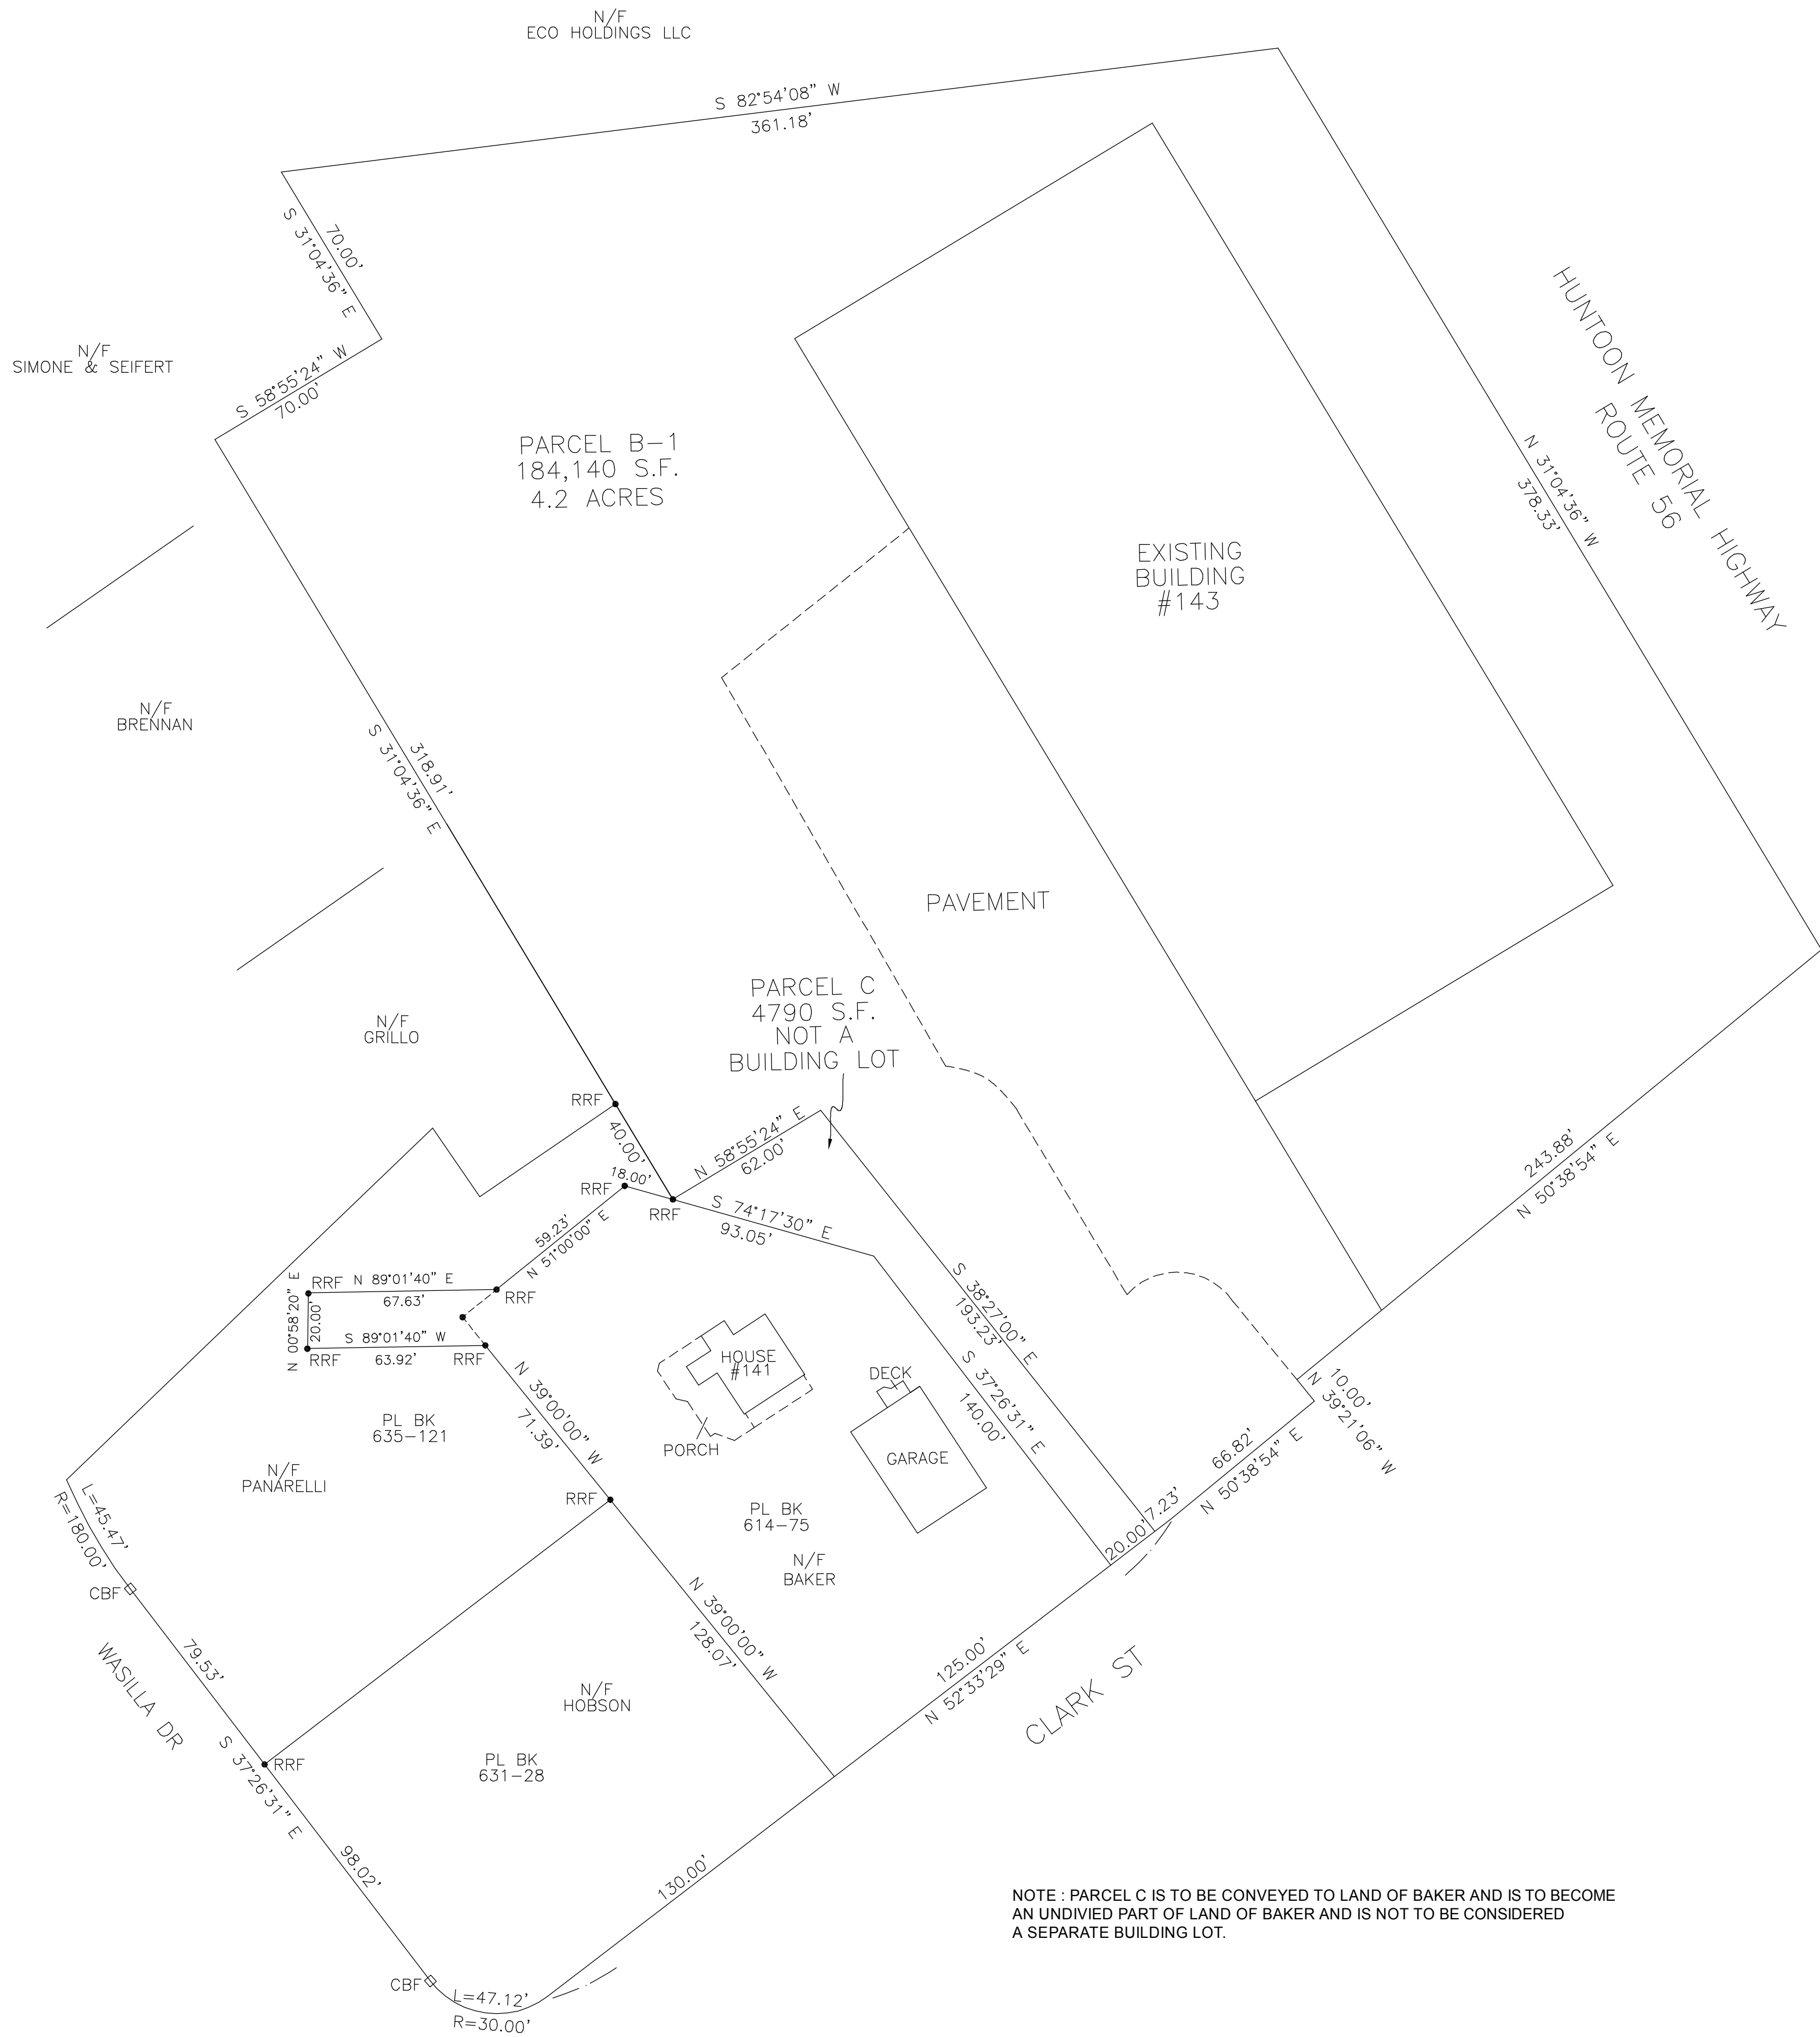 N/F
ECO HOLDINGS LLC
S 82°54'08" W
361.18'
70.00'
S 31°04'36" E
N/F
SIMONE & SEIFERT
S 58°55'24" W
70.00'
HUNTOON MEMORIAL HIGHWAY
ROUTE 56
N 31°04'36" W
378.33'
PARCEL B-1
184,140 S.F.
4.2 ACRES
EXISTING
BUILDING
#143
N/F
BRENNAN
318.91'
S 31°04'36" E
PAVEMENT
PARCEL C
4790 S.F.
NOT A
BUILDING LOT
N/F
GRILLO
RRF
40.00'
N 58°55'24" E
62.00'
18.00'
RRF
RRF
S 74°17'30" E
93.05'
243.88'
N 50°38'54" E
59.23'
N 51°00'00" E
N 00°58'20" E
20.00'
RRF
N 89°01'40" E
67.63'
RRF
S 89°01'40" W
63.92'
RRF
RRF
S 38°27'00" E
193.23'
HOUSE
#141
DECK
S 37°26'31" E
140.00'
10.00'
N 39°21'06" W
N 39°00'00" W
71.39'
PL BK
635-121
PORCH
GARAGE
66.82'
N 50°38'54" E
N/F
PANARELLI
L=45.47'
R=180.00'
RRF
PL BK
614-75
7.23'
20.00'
N/F
BAKER
CBF
N 39°00'00" W
128.07'
79.53'
WASILLA DR
125.00'
N 52°33'29" E
CLARK ST
N/F
HOBSON
RRF
S 37°26'31" E
PL BK
631-28
98.02'
130.00'
CBF
L=47.12'
R=30.00'
NOTE : PARCEL C IS TO BE CONVEYED TO LAND OF BAKER AND IS TO BECOME
AN UNDIVIED PART OF LAND OF BAKER AND IS NOT TO BE CONSIDERED
A SEPARATE BUILDING LOT.